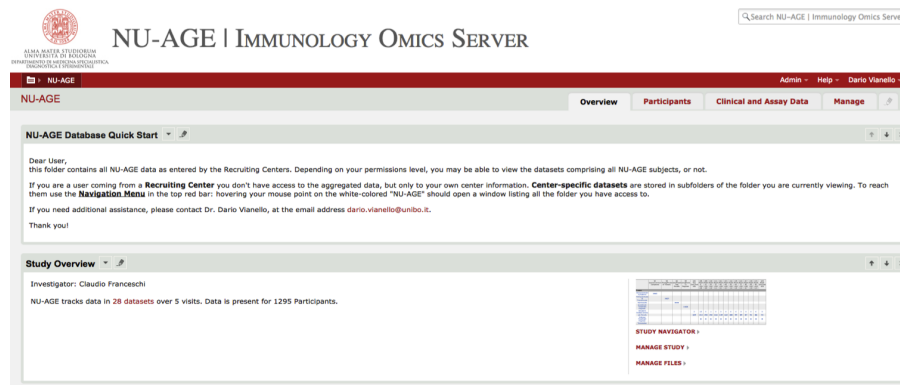 Search NU-AGE | Immunology Omics Serve
NU-AGE | IMMUNOLOGY OMICS SERVER
ALMA MATER STUDIORUM
UNIVERSITÀ DI BOLOGNA
DIPARTIMENTO DI MEDICINA SPECIALISTICA,
DIAGNOSTICA E SPERIMENTALE
NU-AGE
Admin Help Dario Vianello
NU-AGE
Overview Participants Clinical and Assay Data Manage
NU-AGE Database Quick Start
Dear User,
this folder contains all NU-AGE data as entered by the Recruiting Centers. Depending on your permissions level, you may be able to view the datasets comprising all NU-AGE subjects, or not.
If you are a user coming from a Recruiting Center you don't have access to the aggregated data, but only to your own center information. Center-specific datasets are stored in subfolders of the folder you are currently viewing. To reach
them use the Navigation Menu in the top red bar: hovering your mouse point on the white-colored "NU-AGE" should open a window listing all the folder you have access to.
If you need additional assistance, please contact Dr. Dario Vianello, at the email address dario.vianello@unibo.it.
Thank you!
Study Overview
Investigator: Claudio Franceschi
NU-AGE tracks data in 28 datasets over 5 visits. Data is present for 1295 Participants.
STUDY NAVIGATOR
MANAGE STUDY
MANAGE FILES